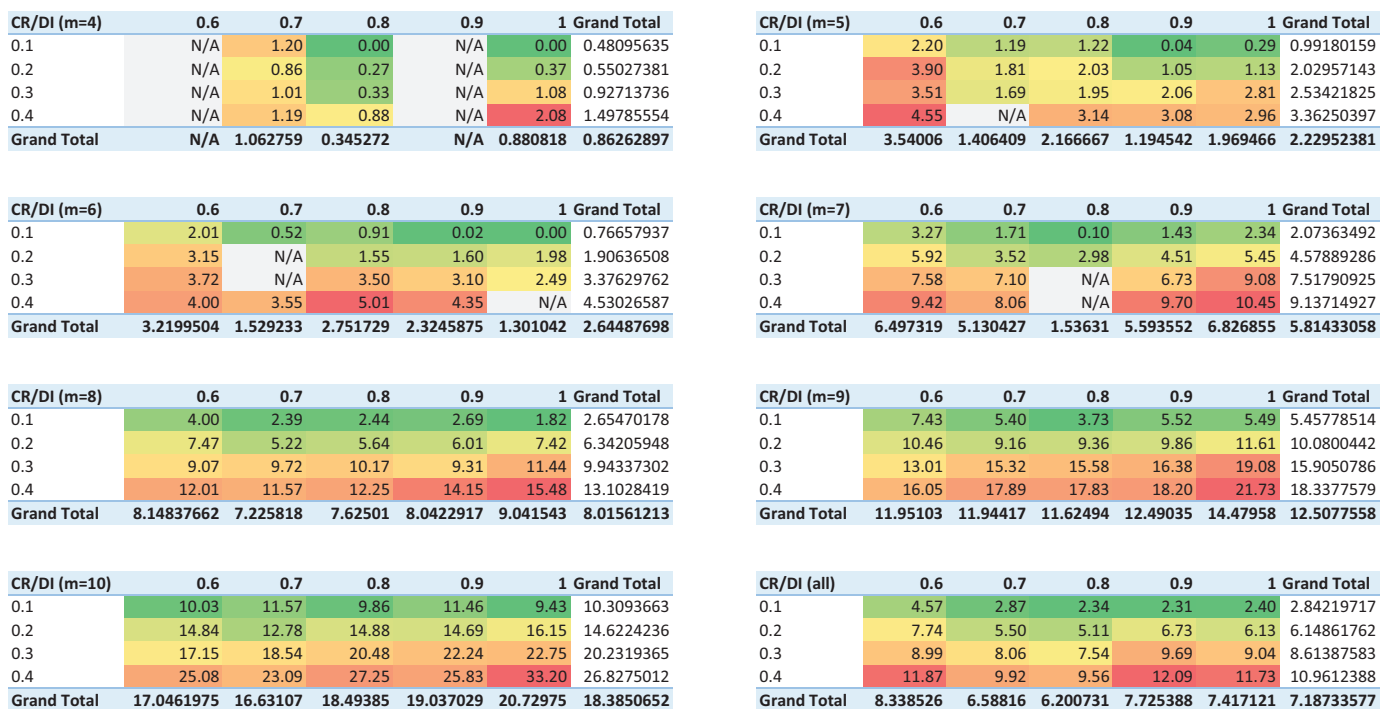 CR/DI (m=4) 0.6 0.7 0.8 0.9 1 Grand Total
0.1 N/A 1.20 0.00 N/A 0.00 0.48095635
0.2 N/A 0.86 0.27 N/A 0.37 0.55027381
0.3 N/A 1.01 0.33 N/A 1.08 0.92713736
0.4 N/A 1.19 0.88 N/A 2.08 1.49785554
Grand Total N/A 1.062759 0.345272 N/A 0.880818 0.86262897
CR/DI (m=5) 0.6 0.7 0.8 0.9 1 Grand Total
0.1 2.20 1.19 1.22 0.04 0.29 0.99180159
0.2 3.90 1.81 2.03 1.05 1.13 2.02957143
0.3 3.51 1.69 1.95 2.06 2.81 2.53421825
0.4 4.55 N/A 3.14 3.08 2.96 3.36250397
Grand Total 3.54006 1.406409 2.166667 1.194542 1.969466 2.22952381
CR/DI (m=6) 0.6 0.7 0.8 0.9 1 Grand Total
0.1 2.01 0.52 0.91 0.02 0.00 0.76657937
0.2 3.15 N/A 1.55 1.60 1.98 1.90636508
0.3 3.72 N/A 3.50 3.10 2.49 3.37629762
0.4 4.00 3.55 5.01 4.35 N/A 4.53026587
Grand Total 3.2199504 1.529233 2.751729 2.3245875 1.301042 2.64487698
CR/DI (m=7) 0.6 0.7 0.8 0.9 1 Grand Total
0.1 3.27 1.71 0.10 1.43 2.34 2.07363492
0.2 5.92 3.52 2.98 4.51 5.45 4.57889286
0.3 7.58 7.10 N/A 6.73 9.08 7.51790925
0.4 9.42 8.06 N/A 9.70 10.45 9.13714927
Grand Total 6.497319 5.130427 1.53631 5.593552 6.826855 5.81433058
CR/DI (m=8) 0.6 0.7 0.8 0.9 1 Grand Total
0.1 4.00 2.39 2.44 2.69 1.82 2.65470178
0.2 7.47 5.22 5.64 6.01 7.42 6.34205948
0.3 9.07 9.72 10.17 9.31 11.44 9.94337302
0.4 12.01 11.57 12.25 14.15 15.48 13.1028419
Grand Total 8.14837662 7.225818 7.62501 8.0422917 9.041543 8.01561213
CR/DI (m=9) 0.6 0.7 0.8 0.9 1 Grand Total
0.1 7.43 5.40 3.73 5.52 5.49 5.45778514
0.2 10.46 9.16 9.36 9.86 11.61 10.0800442
0.3 13.01 15.32 15.58 16.38 19.08 15.9050786
0.4 16.05 17.89 17.83 18.20 21.73 18.3377579
Grand Total 11.95103 11.94417 11.62494 12.49035 14.47958 12.5077558
CR/DI (m=10) 0.6 0.7 0.8 0.9 1 Grand Total
0.1 10.03 11.57 9.86 11.46 9.43 10.3093663
0.2 14.84 12.78 14.88 14.69 16.15 14.6224236
0.3 17.15 18.54 20.48 22.24 22.75 20.2319365
0.4 25.08 23.09 27.25 25.83 33.20 26.8275012
Grand Total 17.0461975 16.63107 18.49385 19.037029 20.72975 18.3850652
CR/DI (all) 0.6 0.7 0.8 0.9 1 Grand Total
0.1 4.57 2.87 2.34 2.31 2.40 2.84219717
0.2 7.74 5.50 5.11 6.73 6.13 6.14861762
0.3 8.99 8.06 7.54 9.69 9.04 8.61387583
0.4 11.87 9.92 9.56 12.09 11.73 10.9612388
Grand Total 8.338526 6.58816 6.200731 7.725388 7.417121 7.18733577